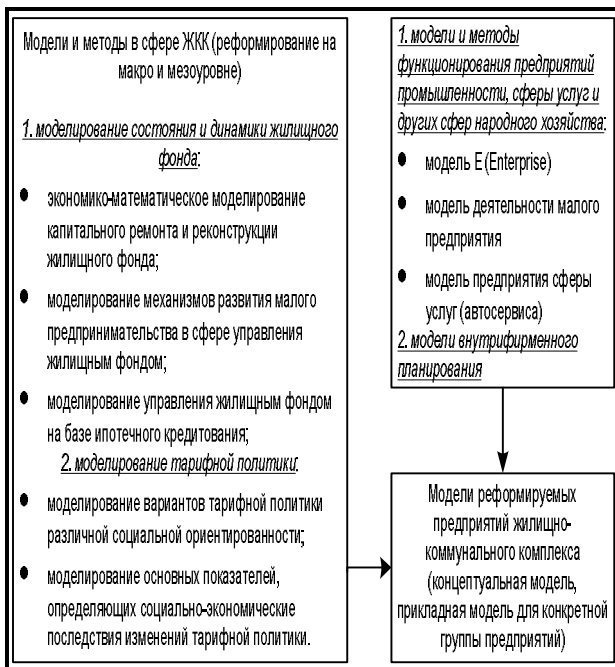 Модели и методы в сфере ЖКК (реформирование на
макро и мезоуровне)
1. моделирование состояния и динамики жилищного
фонда:
• экономико-математическое моделирование
капитального ремонта и реконструкции
жилищного фонда;
• моделирование механизмов развития малого
предпринимательства в сфере управления
жилищным фондом;
• моделирование управления жилищным фондом
на базе ипотечного кредитования;
2. моделирование тарифной политики:
• моделирование вариантов тарифной политики
различной социальной ориентированности;
• моделирование основных показателей,
определяющих социально-экономические
последствия изменений тарифной политики.
1. модели и методы
функционирования предприятий
промышленности, сферы услуг и
других сфер народного хозяйства:
• модель E (Enterprise)
• модель деятельности малого
предприятия
• модель предприятия сферы
услуг (автосервиса)
2. модели внутрифирменного
планирования
Модели реформируемых
предприятий жилищно-
коммунального комплекса
(концептуальная модель,
прикладная модель для конкретной
группы предприятий)